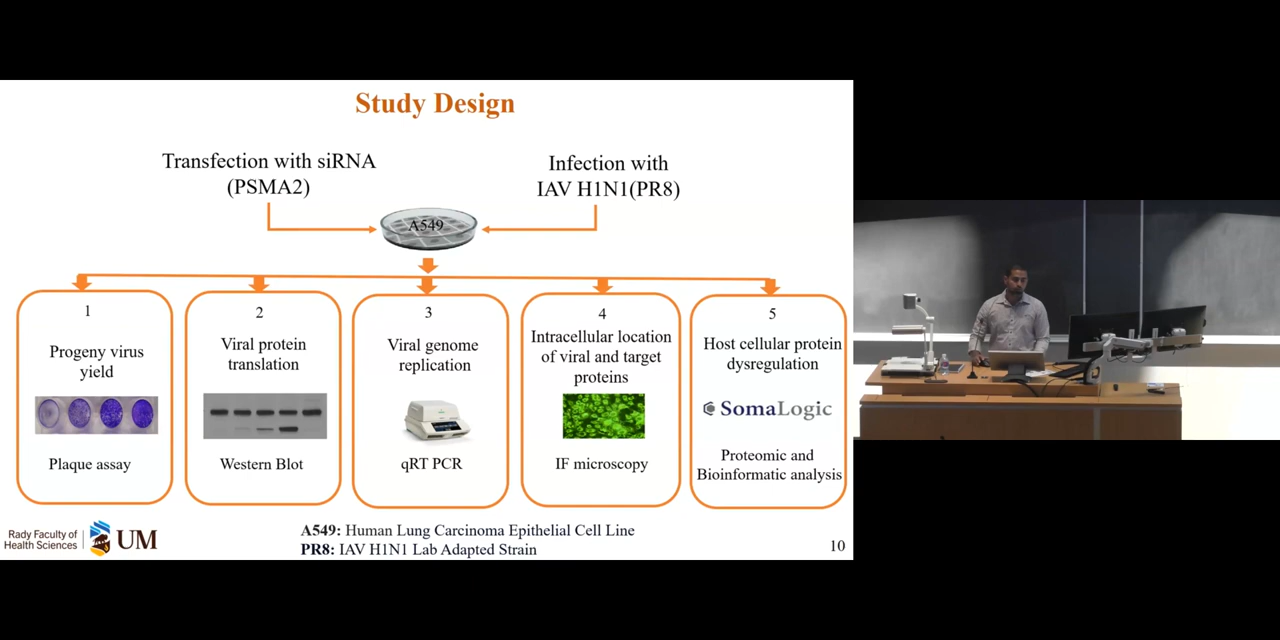 Study Design
Transfection with siRNA
(PSMA2)
Infection with
IAV H1N1(PR8)
A549
1
Progeny virus
yield
Plaque assay
2
Viral protein
translation
Western Blot
3
Viral genome
replication
qRT PCR
4
Intracellular location
of viral and target
proteins
IF microscopy
5
Host cellular protein
dysregulation
SomaLogic
Proteomic and
Bioinformatic analysis
Rady Faculty of
Health Sciences
UM
A549: Human Lung Carcinoma Epithelial Cell Line
PR8: IAV H1N1 Lab Adapted Strain
10